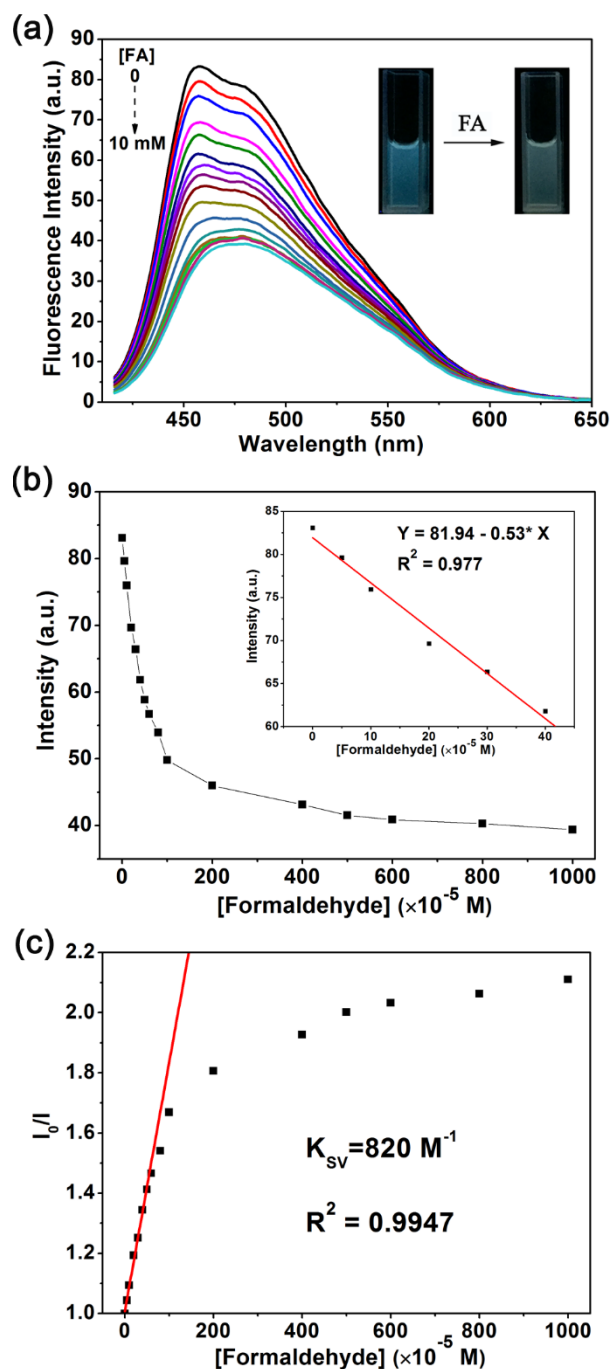 (a)
90
80
70
60
50
40
30
20
10
0
Fluorescence Intensity (a.u.)
[FA]
0
10 mM
FA
450 500 550 600 650
Wavelength (nm)
(b)
90
80
70
60
50
40
Intensity (a.u.)
85
80
75
70
65
60
Intensity (a.u.)
Y = 81.94 - 0.53* X
R² = 0.977
0 10 20 30 40
[Formaldehyde] (×10⁻⁵ M)
0 200 400 600 800 1000
[Formaldehyde] (×10⁻⁵ M)
(c)
2.2
2.0
1.8
1.6
1.4
1.2
1.0
I₀/I
K_SV=820 M⁻¹
R² = 0.9947
0 200 400 600 800 1000
[Formaldehyde] (×10⁻⁵ M)